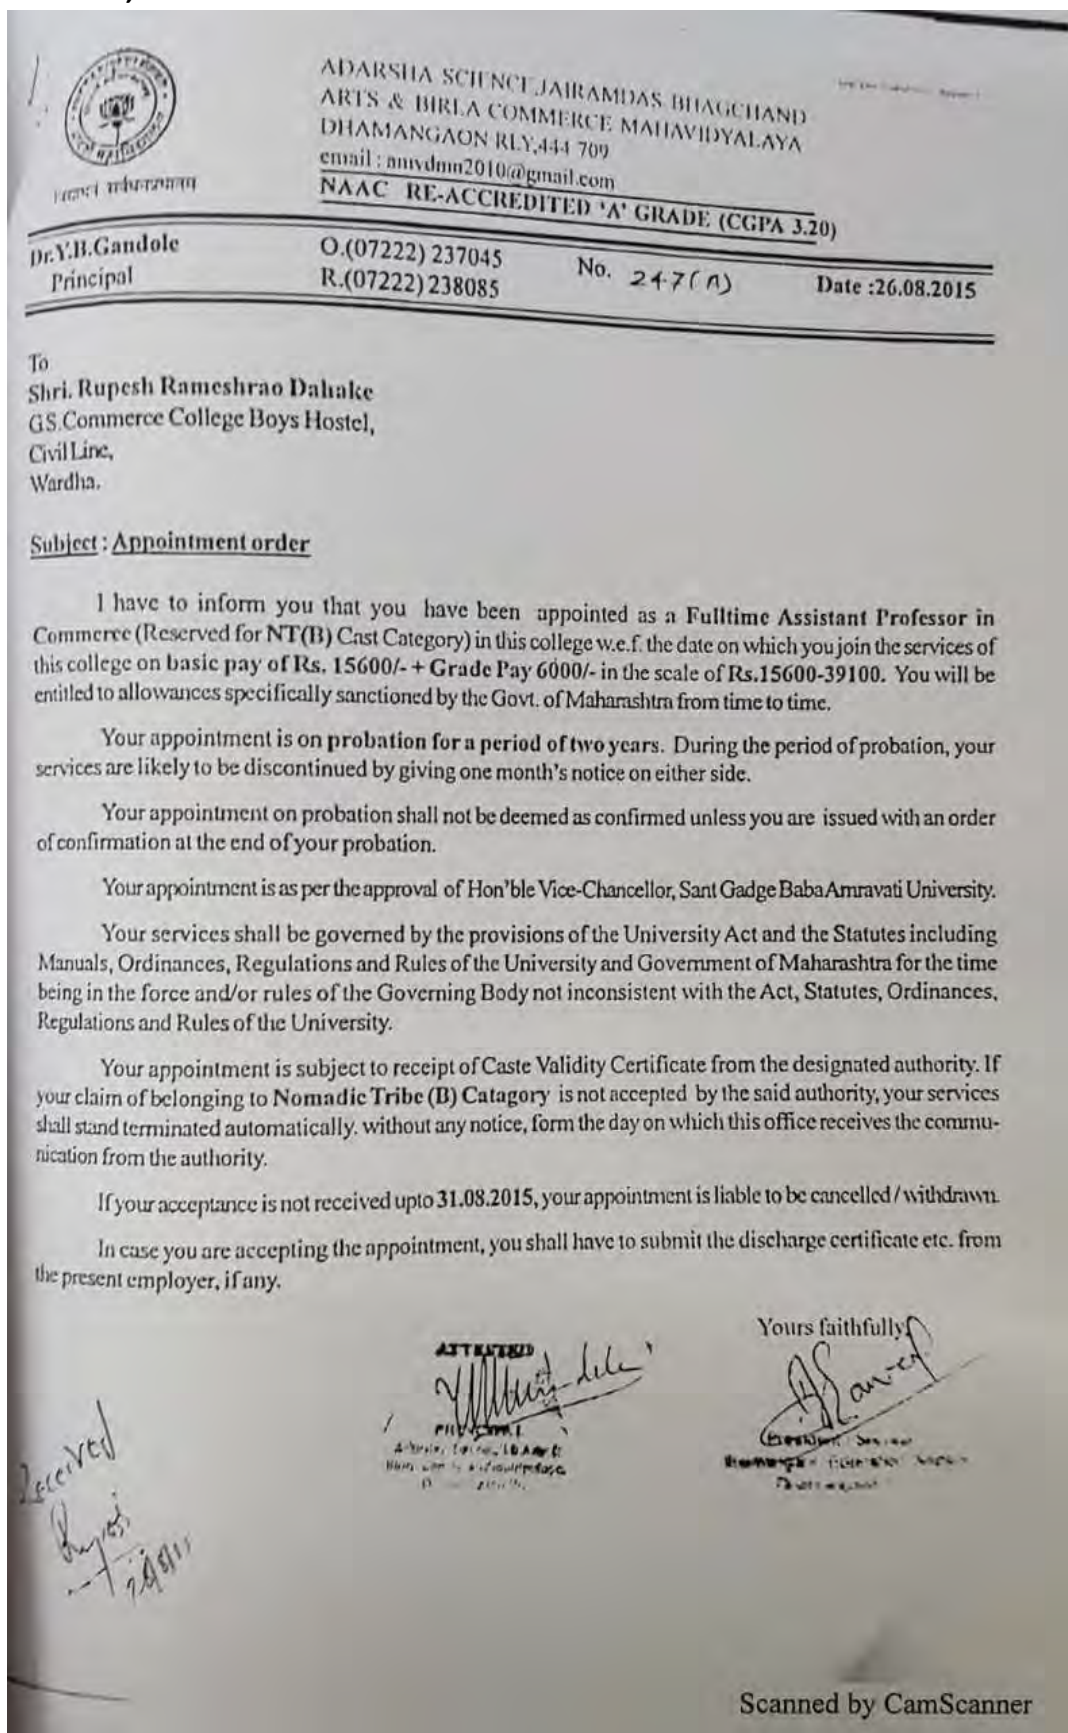 ADARSHA SCIENCE JAIRAMDAS BHAGCHAND
ARTS & BIRLA COMMERCE MAHAVIDYALAYA
DHAMANGAON RLY,444 709
email : amvdmn2010@gmail.com
NAAC RE-ACCREDITED 'A' GRADE (CGPA 3.20)
Dr.Y.B.Gandole
Principal
O.(07222) 237045
R.(07222) 238085
No. 247(A)
Date :26.08.2015
To
Shri. Rupesh Rameshrao Dahake
GS.Commerce College Boys Hostel,
Civil Line,
Wardha.
Subject : Appointment order
I have to inform you that you have been appointed as a Fulltime Assistant Professor in
Commerce (Reserved for NT(B) Cast Category) in this college w.e.f. the date on which you join the services of
this college on basic pay of Rs. 15600/- + Grade Pay 6000/- in the scale of Rs.15600-39100. You will be
entitled to allowances specifically sanctioned by the Govt. of Maharashtra from time to time.
Your appointment is on probation for a period of two years. During the period of probation, your
services are likely to be discontinued by giving one month's notice on either side.
Your appointment on probation shall not be deemed as confirmed unless you are issued with an order
of confirmation at the end of your probation.
Your appointment is as per the approval of Hon'ble Vice-Chancellor, Sant Gadge Baba Amravati University.
Your services shall be governed by the provisions of the University Act and the Statutes including
Manuals, Ordinances, Regulations and Rules of the University and Government of Maharashtra for the time
being in the force and/or rules of the Governing Body not inconsistent with the Act, Statutes, Ordinances,
Regulations and Rules of the University.
Your appointment is subject to receipt of Caste Validity Certificate from the designated authority. If
your claim of belonging to Nomadic Tribe (B) Catagory is not accepted by the said authority, your services
shall stand terminated automatically. without any notice, form the day on which this office receives the commu-
nication from the authority.
If your acceptance is not received upto 31.08.2015, your appointment is liable to be cancelled / withdrawn.
In case you are accepting the appointment, you shall have to submit the discharge certificate etc. from
the present employer, if any.
Yours faithfully
ATTESTED
PRINCIPAL
Received
Scanned by CamScanner